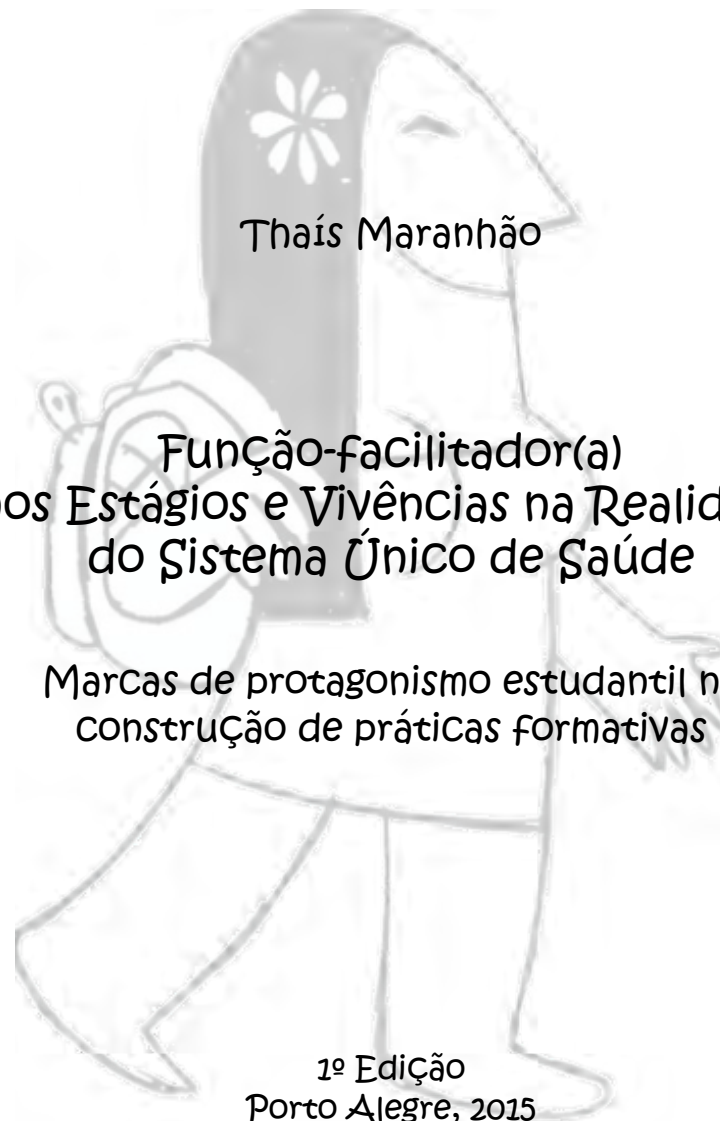 Thaís Maranhão
Função-facilitador(a)
nos Estágios e Vivências na Realid
do Sistema Único de Saúde
Marcas de protagonismo estudantil n
construção de práticas formativas
1º Edição
Porto Alegre, 2015